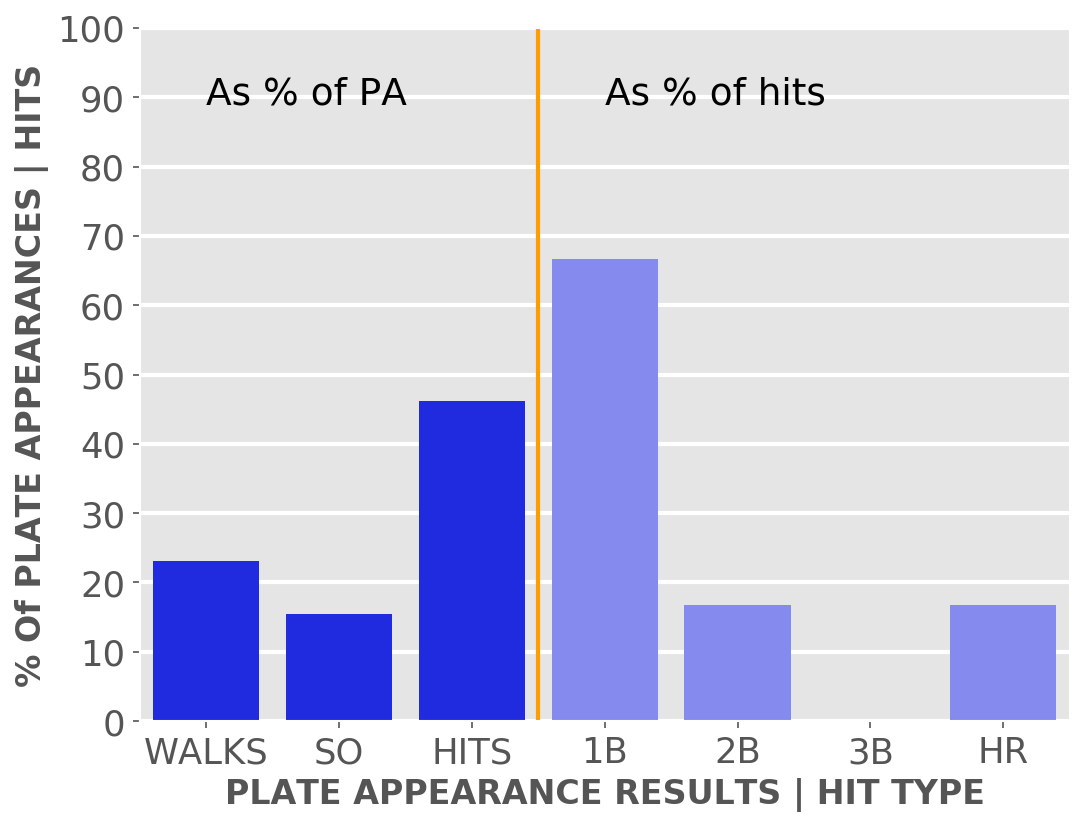 100
90
80
70
60
50
40
30
20
10
0
% Of PLATE APPEARANCES | HITS
As % of PA
As % of hits
WALKS SO HITS 1B 2B 3B HR
PLATE APPEARANCE RESULTS | HIT TYPE